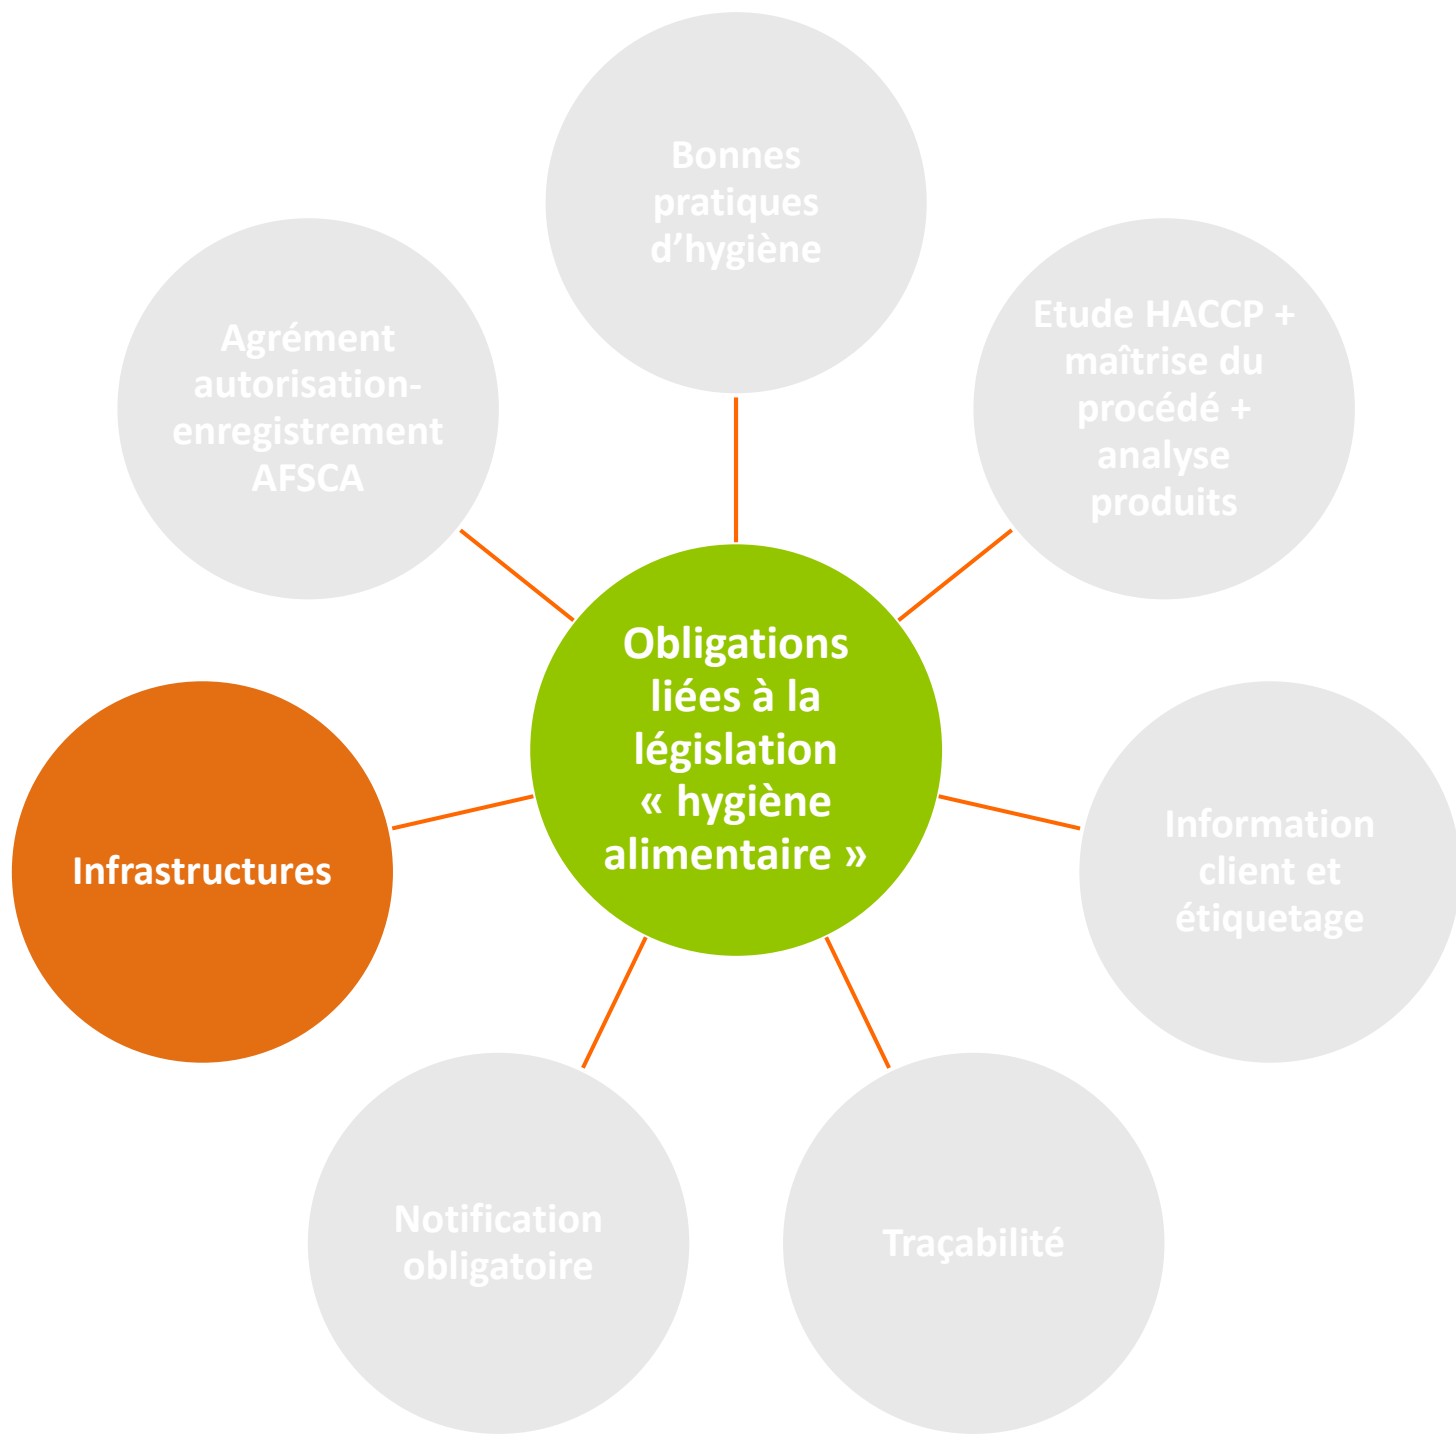 Bonnes
pratiques
d’hygiène
Etude HACCP +
maîtrise du
procédé +
analyse
produits
Agrément
autorisation-
enregistrement
AFSCA
Obligations
liées à la
législation
« hygiène
alimentaire »
Infrastructures
Information
client et
étiquetage
Notification
obligatoire
Traçabilité